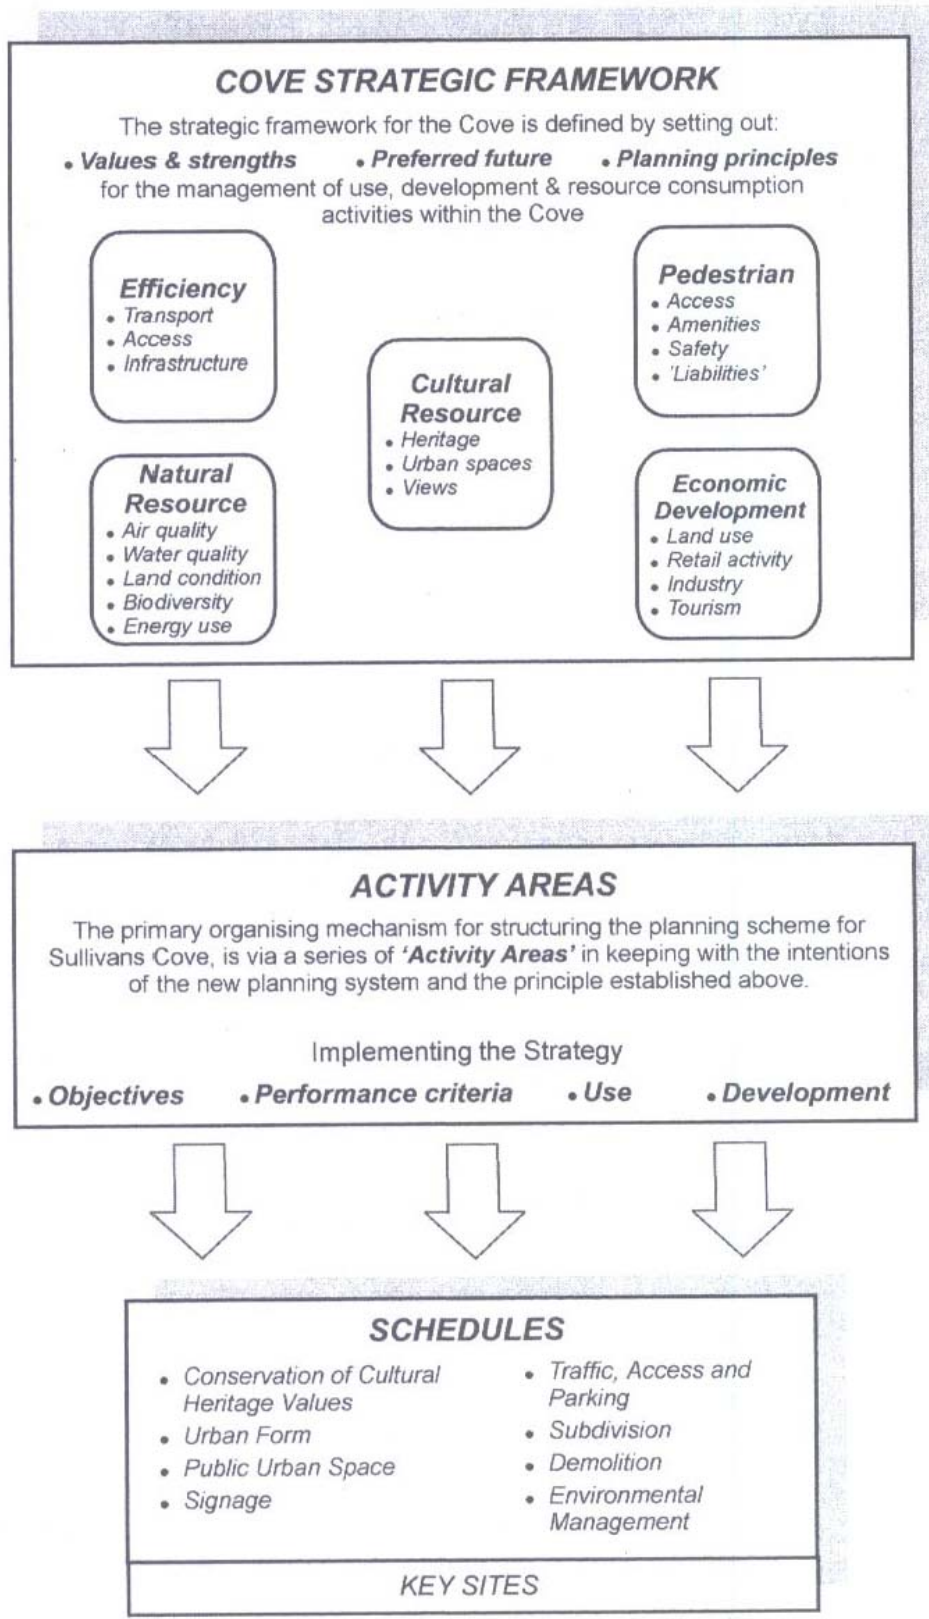 COVE STRATEGIC FRAMEWORK
The strategic framework for the Cove is defined by setting out:
• Values & strengths • Preferred future • Planning principles
for the management of use, development & resource consumption
activities within the Cove
Efficiency
• Transport
• Access
• Infrastructure
Pedestrian
• Access
• Amenities
• Safety
• 'Liabilities'
Cultural
Resource
• Heritage
• Urban spaces
• Views
Natural
Resource
• Air quality
• Water quality
• Land condition
• Biodiversity
• Energy use
Economic
Development
• Land use
• Retail activity
• Industry
• Tourism
ACTIVITY AREAS
The primary organising mechanism for structuring the planning scheme for
Sullivans Cove, is via a series of 'Activity Areas' in keeping with the intentions
of the new planning system and the principle established above.
Implementing the Strategy
• Objectives • Performance criteria • Use • Development
SCHEDULES
• Conservation of Cultural
Heritage Values
• Urban Form
• Public Urban Space
• Signage
• Traffic, Access and
Parking
• Subdivision
• Demolition
• Environmental
Management
KEY SITES